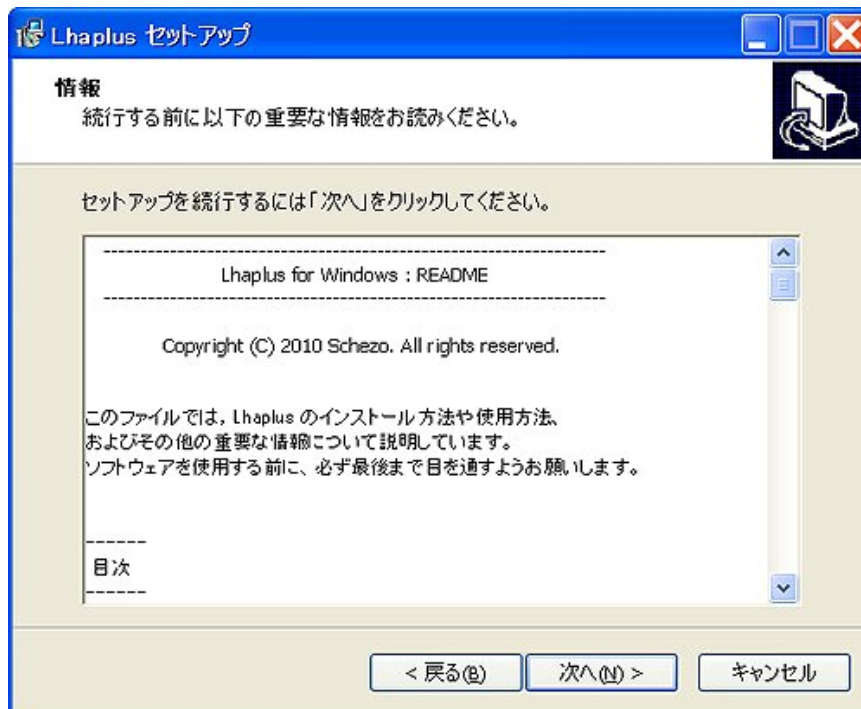 Lhaplus セットアップ
情報
続行する前に以下の重要な情報をお読みください。
セットアップを続行するには「次へ」をクリックしてください。
------------------------------------------------------------------
Lhaplus for Windows : README
------------------------------------------------------------------
Copyright (C) 2010 Schezo. All rights reserved.
このファイルでは, Lhaplus のインストール方法や使用方法、
およびその他の重要な情報について説明しています。
ソフトウェアを使用する前に、必ず最後まで目を通すようお願いします。
------
目次
------
< 戻る(B)
次へ(N) >
キャンセル